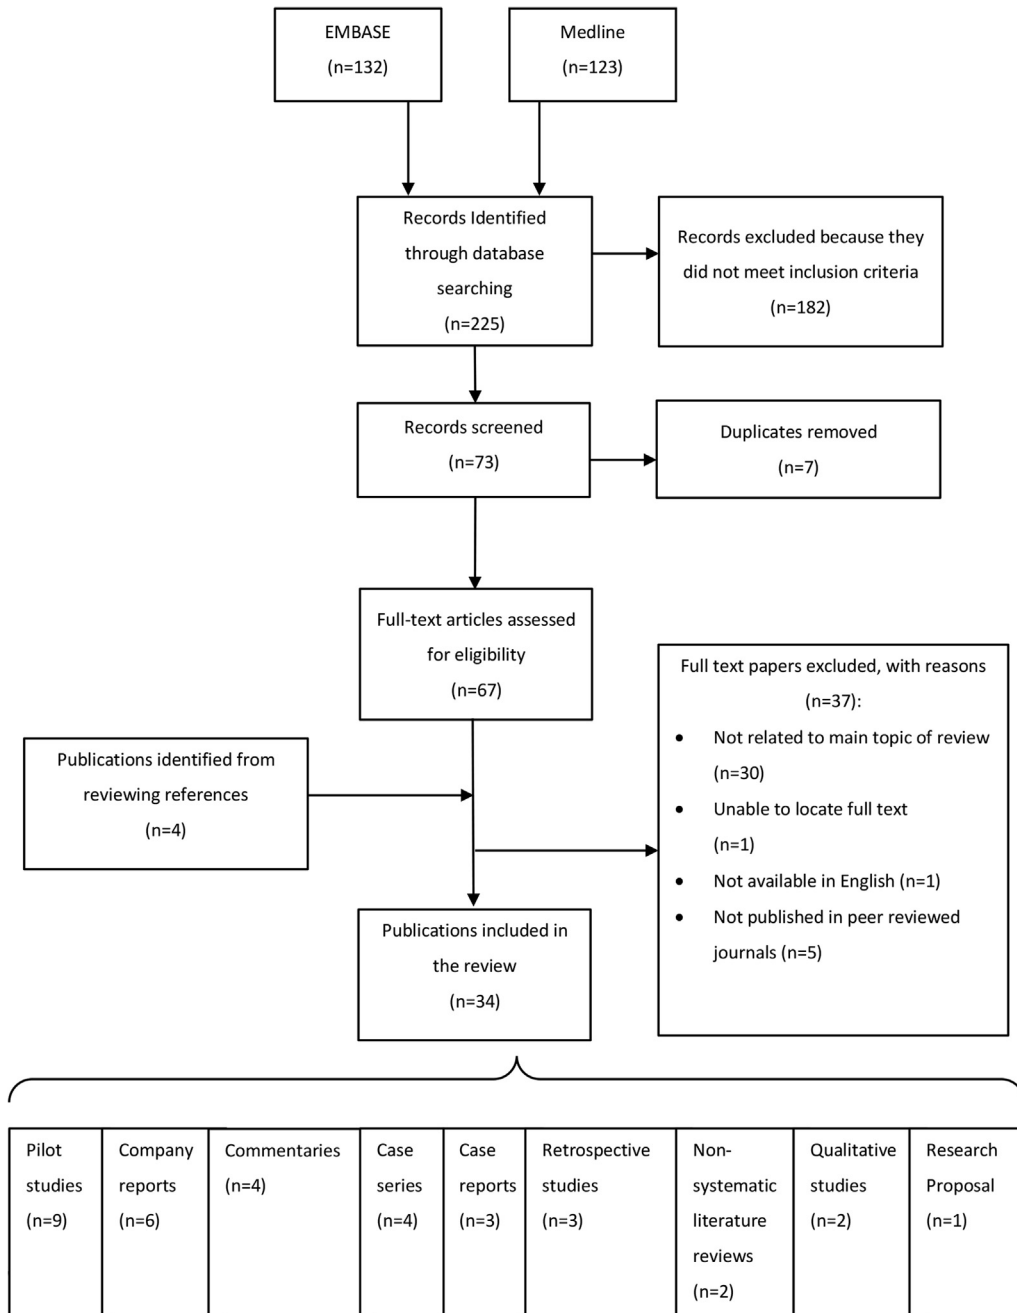 EMBASE
(n=132)
Medline
(n=123)
Records Identified
through database
searching
(n=225)
Records excluded because they
did not meet inclusion criteria
(n=182)
Records screened
(n=73)
Duplicates removed
(n=7)
Full-text articles assessed
for eligibility
(n=67)
Publications identified from
reviewing references
(n=4)
Full text papers excluded, with reasons
(n=37):
• Not related to main topic of review
(n=30)
• Unable to locate full text
(n=1)
• Not available in English (n=1)
• Not published in peer reviewed
journals (n=5)
Publications included in
the review
(n=34)
Pilot
studies
(n=9)
Company
reports
(n=6)
Commentaries
(n=4)
Case
series
(n=4)
Case
reports
(n=3)
Retrospective
studies
(n=3)
Non-
systematic
literature
reviews
(n=2)
Qualitative
studies
(n=2)
Research
Proposal
(n=1)